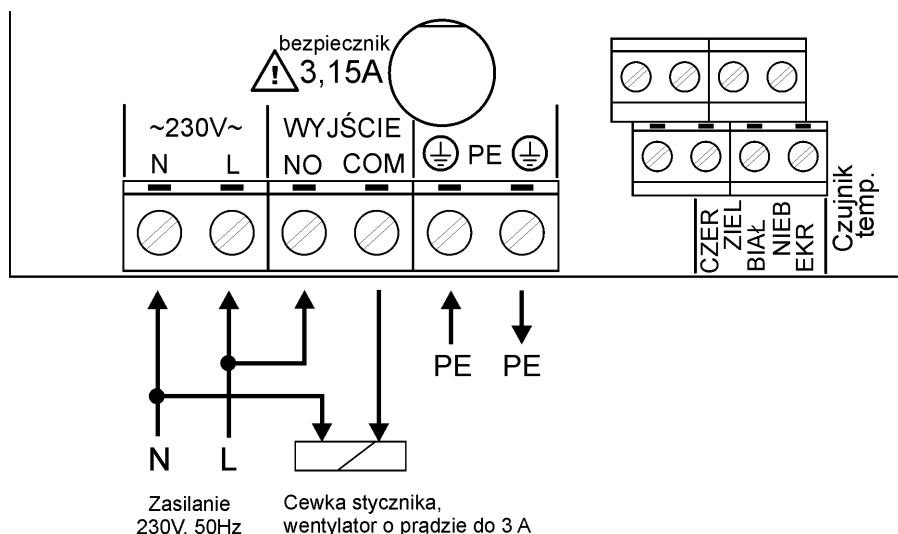 bezpiecznik
3,15A
~230V~
WYJŚCIE
N L NO COM PE
CZER
ZIEL
BIAŁ
NIEB
EKR
Czujnik
temp.
PE PE
N L
Zasilanie
230V, 50Hz
Cewka stycznika,
wentylator o prądzie do 3 A